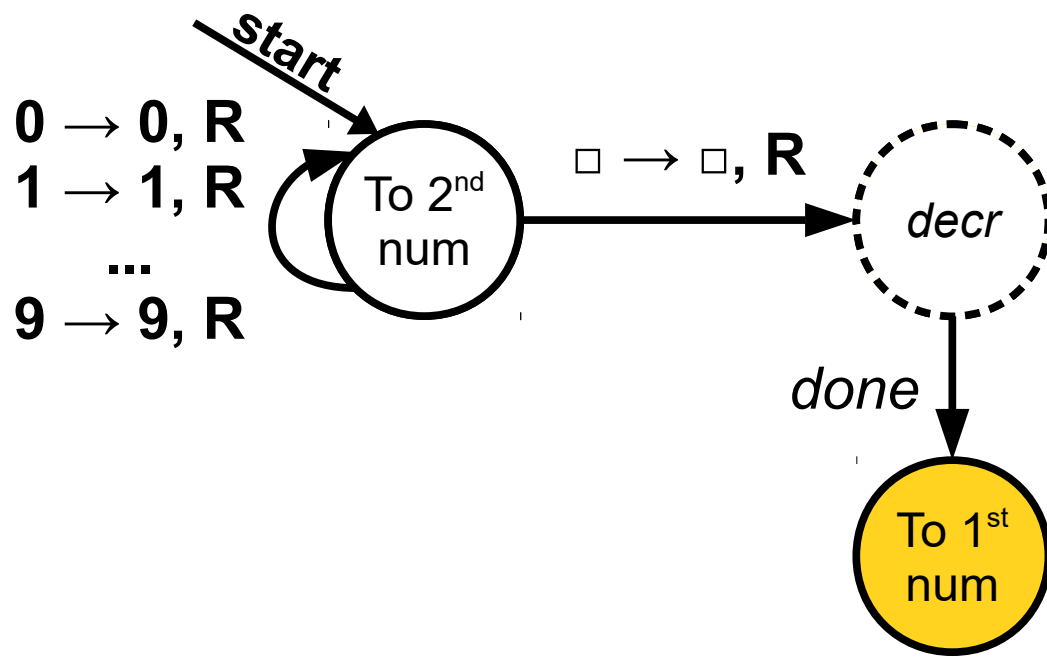 start
0 → 0, R
1 → 1, R
...
9 → 9, R
To 2nd
num
□ → □, R
decr
done
To 1st
num